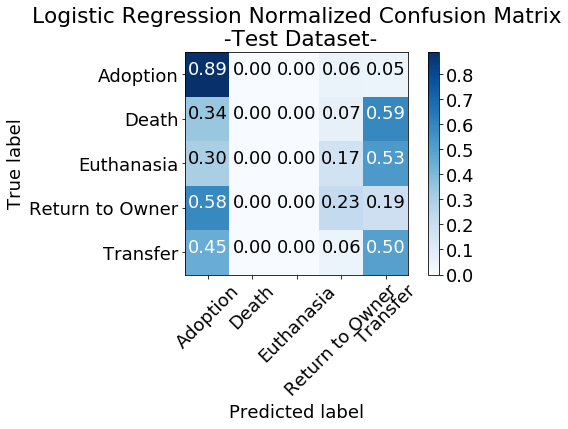 Logistic Regression Normalized Confusion Matrix
-Test Dataset-
True label
Adoption 0.89 0.00 0.00 0.06 0.05
Death 0.34 0.00 0.00 0.07 0.59
Euthanasia 0.30 0.00 0.00 0.17 0.53
Return to Owner 0.58 0.00 0.00 0.23 0.19
Transfer 0.45 0.00 0.00 0.06 0.50
Adoption Death Euthanasia Return to Owner Transfer
Predicted label
0.8
0.7
0.6
0.5
0.4
0.3
0.2
0.1
0.0